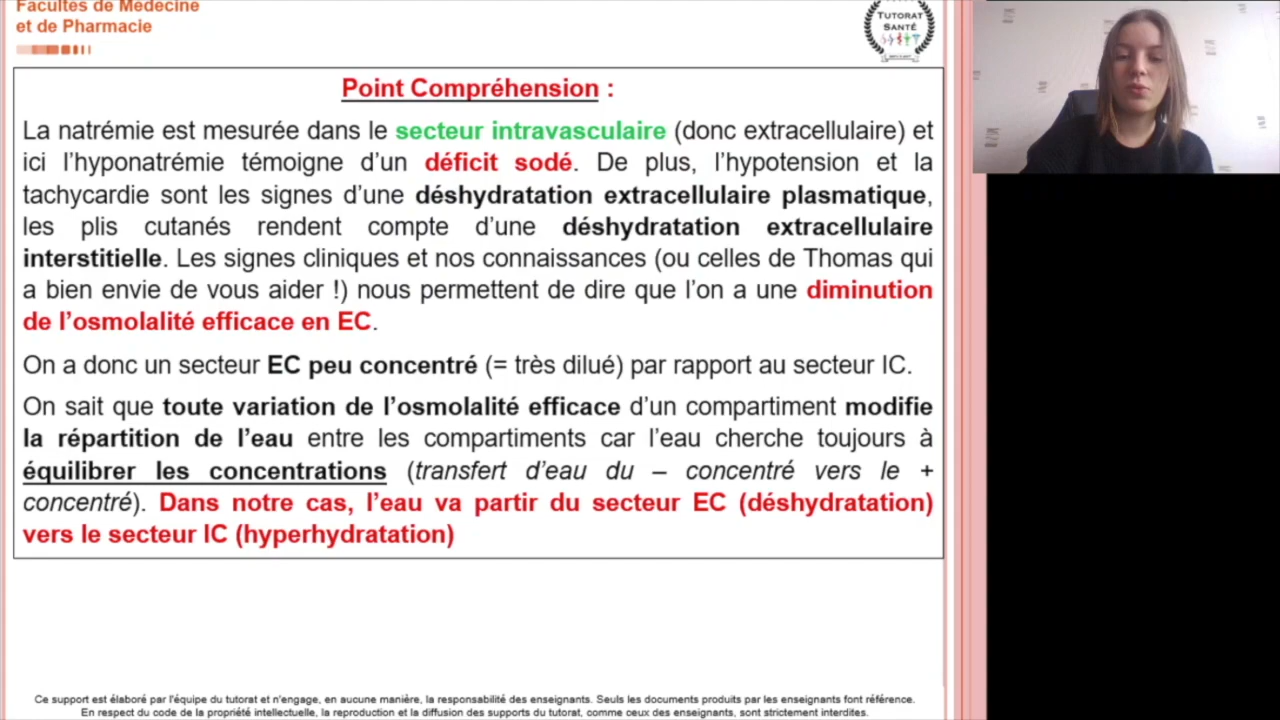 Facultés de Médecine
et de Pharmacie
TUTORAT
SANTÉ
Point Compréhension :
La natrémie est mesurée dans le secteur intravasculaire (donc extracellulaire) et
ici l’hyponatrémie témoigne d’un déficit sodé. De plus, l’hypotension et la
tachycardie sont les signes d’une déshydratation extracellulaire plasmatique,
les plis cutanés rendent compte d’une déshydratation extracellulaire
interstitielle. Les signes cliniques et nos connaissances (ou celles de Thomas qui
a bien envie de vous aider !) nous permettent de dire que l’on a une diminution
de l’osmolalité efficace en EC.
On a donc un secteur EC peu concentré (= très dilué) par rapport au secteur IC.
On sait que toute variation de l’osmolalité efficace d’un compartiment modifie
la répartition de l’eau entre les compartiments car l’eau cherche toujours à
équilibrer les concentrations (transfert d’eau du – concentré vers le +
concentré). Dans notre cas, l’eau va partir du secteur EC (déshydratation)
vers le secteur IC (hyperhydratation)
Ce support est élaboré par l'équipe du tutorat et n'engage, en aucune manière, la responsabilité des enseignants. Seuls les documents produits par les enseignants font référence.
En respect du code de la propriété intellectuelle, la reproduction et la diffusion des supports du tutorat, comme ceux des enseignants, sont strictement interdites.